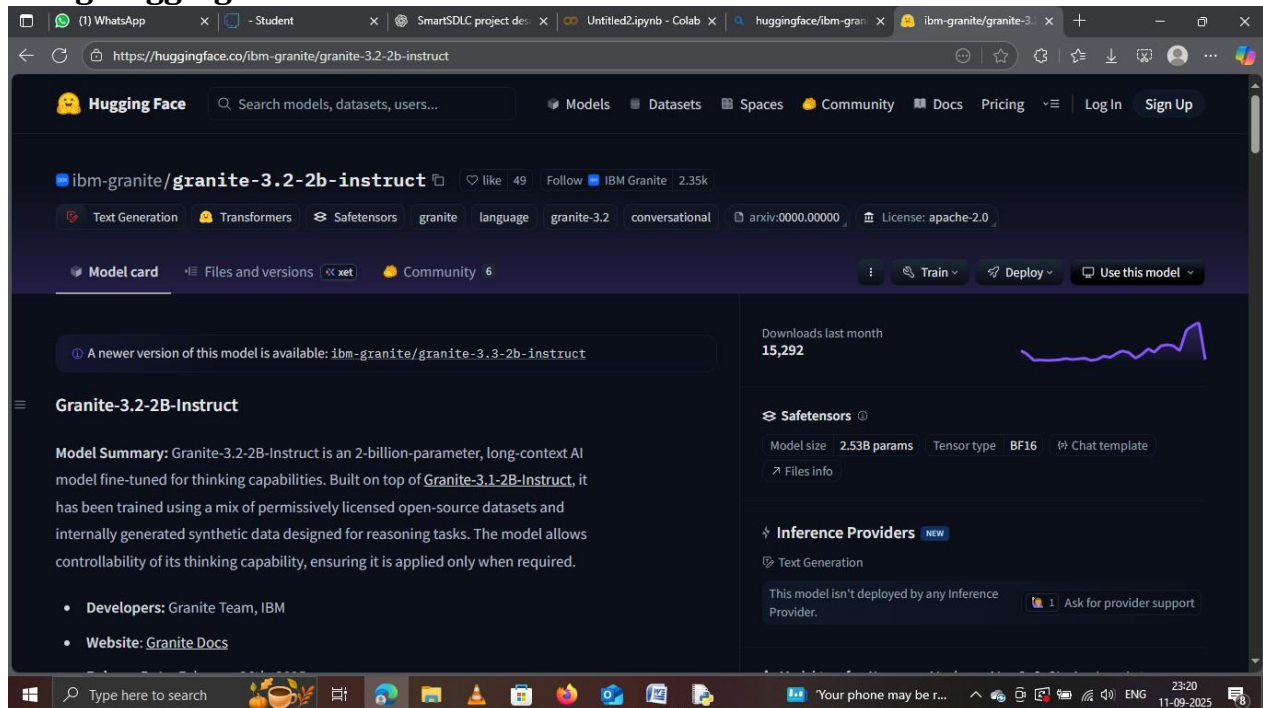 (1) WhatsApp
- Student
SmartSDLC project des
Untitled2.ipynb - Colab
huggingface/ibm-gran
ibm-granite/granite-3.
https://huggingface.co/ibm-granite/granite-3.2-2b-instruct
Hugging Face
Search models, datasets, users...
Models
Datasets
Spaces
Community
Docs
Pricing
Log In
Sign Up
ibm-granite/granite-3.2-2b-instruct
like 49
Follow IBM Granite 2.35k
Text Generation
Transformers
Safetensors
granite
language
granite-3.2
conversational
arxiv:0000.00000
License: apache-2.0
Model card
Files and versions xet
Community 6
Train
Deploy
Use this model
A newer version of this model is available: ibm-granite/granite-3.3-2b-instruct
Granite-3.2-2B-Instruct
Model Summary: Granite-3.2-2B-Instruct is an 2-billion-parameter, long-context AI
model fine-tuned for thinking capabilities. Built on top of Granite-3.1-2B-Instruct, it
has been trained using a mix of permissively licensed open-source datasets and
internally generated synthetic data designed for reasoning tasks. The model allows
controllability of its thinking capability, ensuring it is applied only when required.
• Developers: Granite Team, IBM
• Website: Granite Docs
Downloads last month
15,292
Safetensors
Model size 2.53B params
Tensor type BF16
Chat template
Files info
Inference Providers NEW
Text Generation
This model isn't deployed by any Inference
Provider.
1 Ask for provider support
Type here to search
Your phone may be r...
ENG
23:20
11-09-2025
8